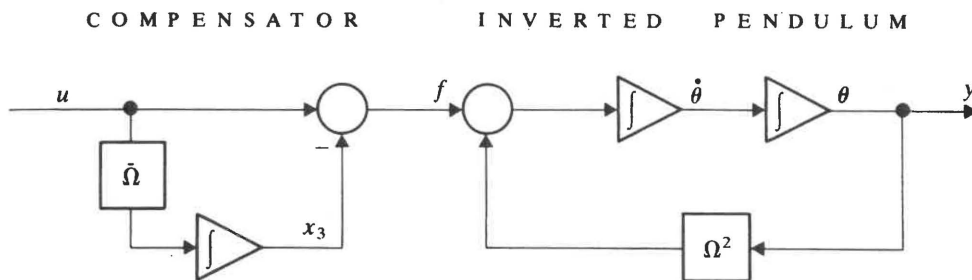 COMPENSATOR
INVERTED PENDULUM
u
f
∫
θ̇
∫
θ
y
−
Ω̄
∫
x₃
Ω²